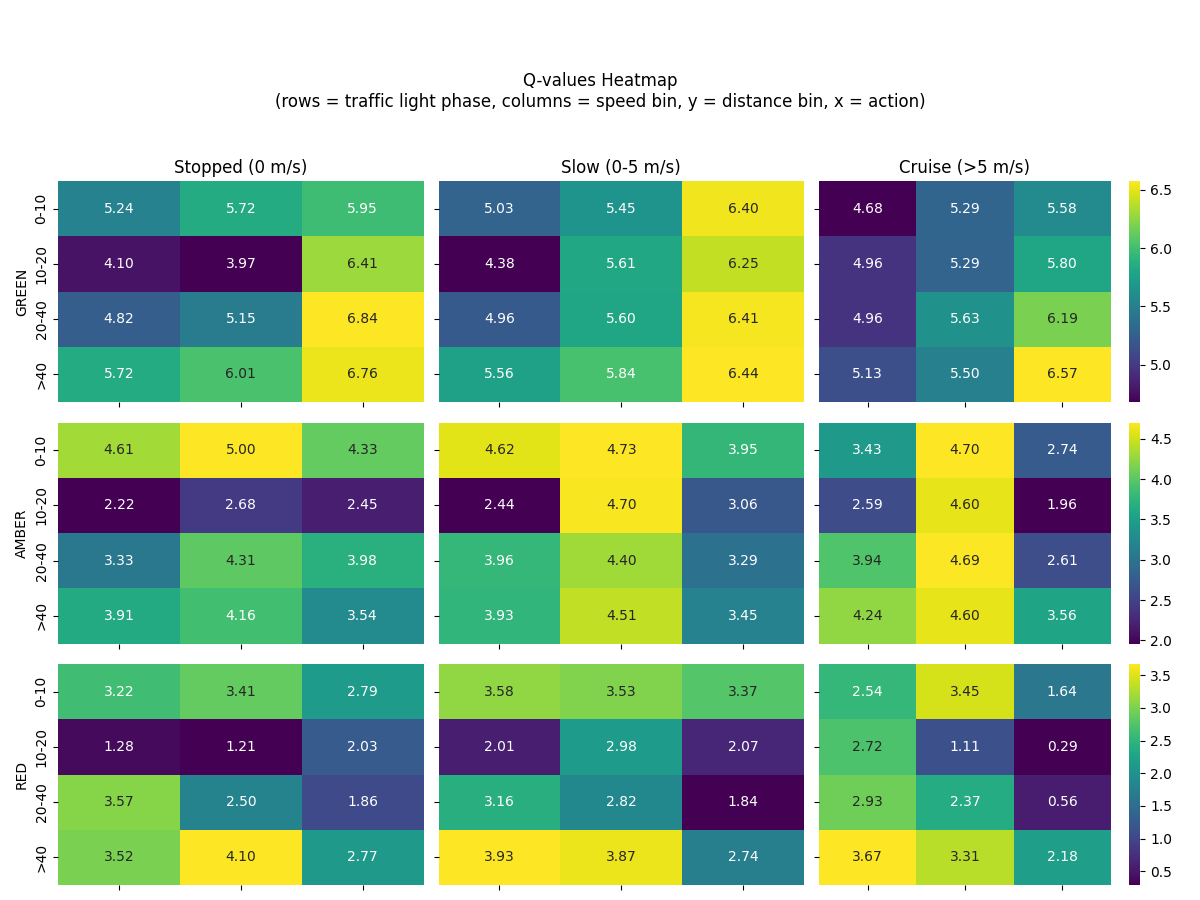 Q-values Heatmap
(rows = traffic light phase, columns = speed bin, y = distance bin, x = action)
Stopped (0 m/s)
Slow (0-5 m/s)
Cruise (>5 m/s)
GREEN
0-10
5.24 5.72 5.95 5.03 5.45 6.40 4.68 5.29 5.58
10-20
4.10 3.97 6.41 4.38 5.61 6.25 4.96 5.29 5.80
20-40
4.82 5.15 6.84 4.96 5.60 6.41 4.96 5.63 6.19
>40
5.72 6.01 6.76 5.56 5.84 6.44 5.13 5.50 6.57
6.5
6.0
5.5
5.0
AMBER
0-10
4.61 5.00 4.33 4.62 4.73 3.95 3.43 4.70 2.74
10-20
2.22 2.68 2.45 2.44 4.70 3.06 2.59 4.60 1.96
20-40
3.33 4.31 3.98 3.96 4.40 3.29 3.94 4.69 2.61
>40
3.91 4.16 3.54 3.93 4.51 3.45 4.24 4.60 3.56
4.5
4.0
3.5
3.0
2.5
2.0
RED
0-10
3.22 3.41 2.79 3.58 3.53 3.37 2.54 3.45 1.64
10-20
1.28 1.21 2.03 2.01 2.98 2.07 2.72 1.11 0.29
20-40
3.57 2.50 1.86 3.16 2.82 1.84 2.93 2.37 0.56
>40
3.52 4.10 2.77 3.93 3.87 2.74 3.67 3.31 2.18
3.5
3.0
2.5
2.0
1.5
1.0
0.5